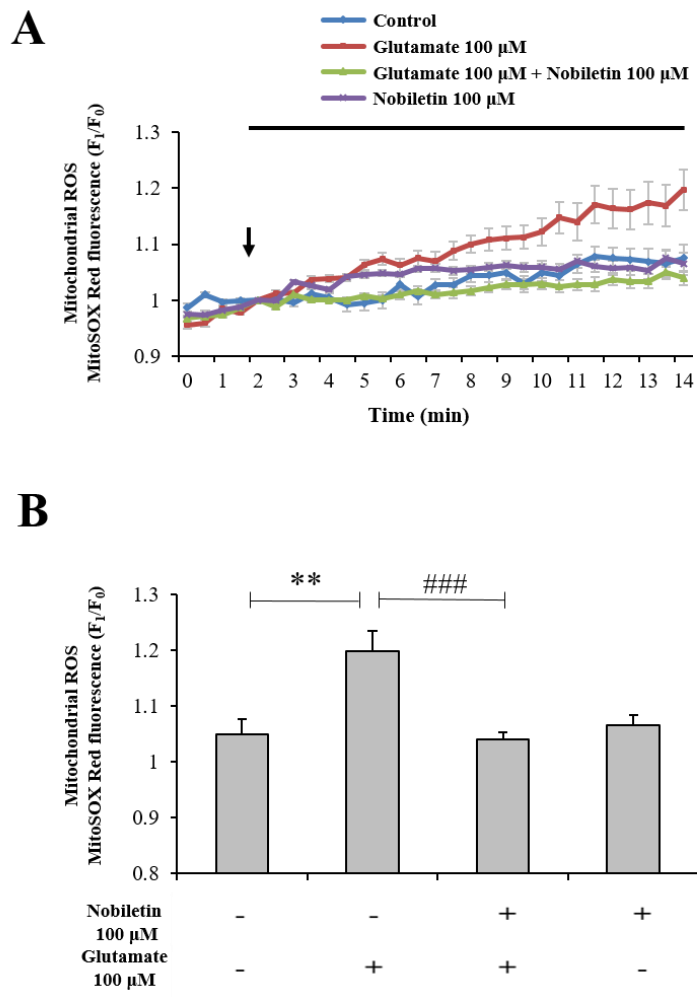 A
Control
Glutamate 100 µM
Glutamate 100 µM + Nobiletin 100 µM
Nobiletin 100 µM
Mitochondrial ROS
MitoSOX Red fluorescence (F₁/F₀)
1.3
1.2
1.1
1
0.9
0 1 2 3 4 5 6 7 8 9 10 11 12 13 14
Time (min)
B
Mitochondrial ROS
MitoSOX Red fluorescence (F₁/F₀)
** ###
1.3
1.2
1.1
1
0.9
0.8
Nobiletin
100 µM
- - + +
Glutamate
100 µM
- + + -